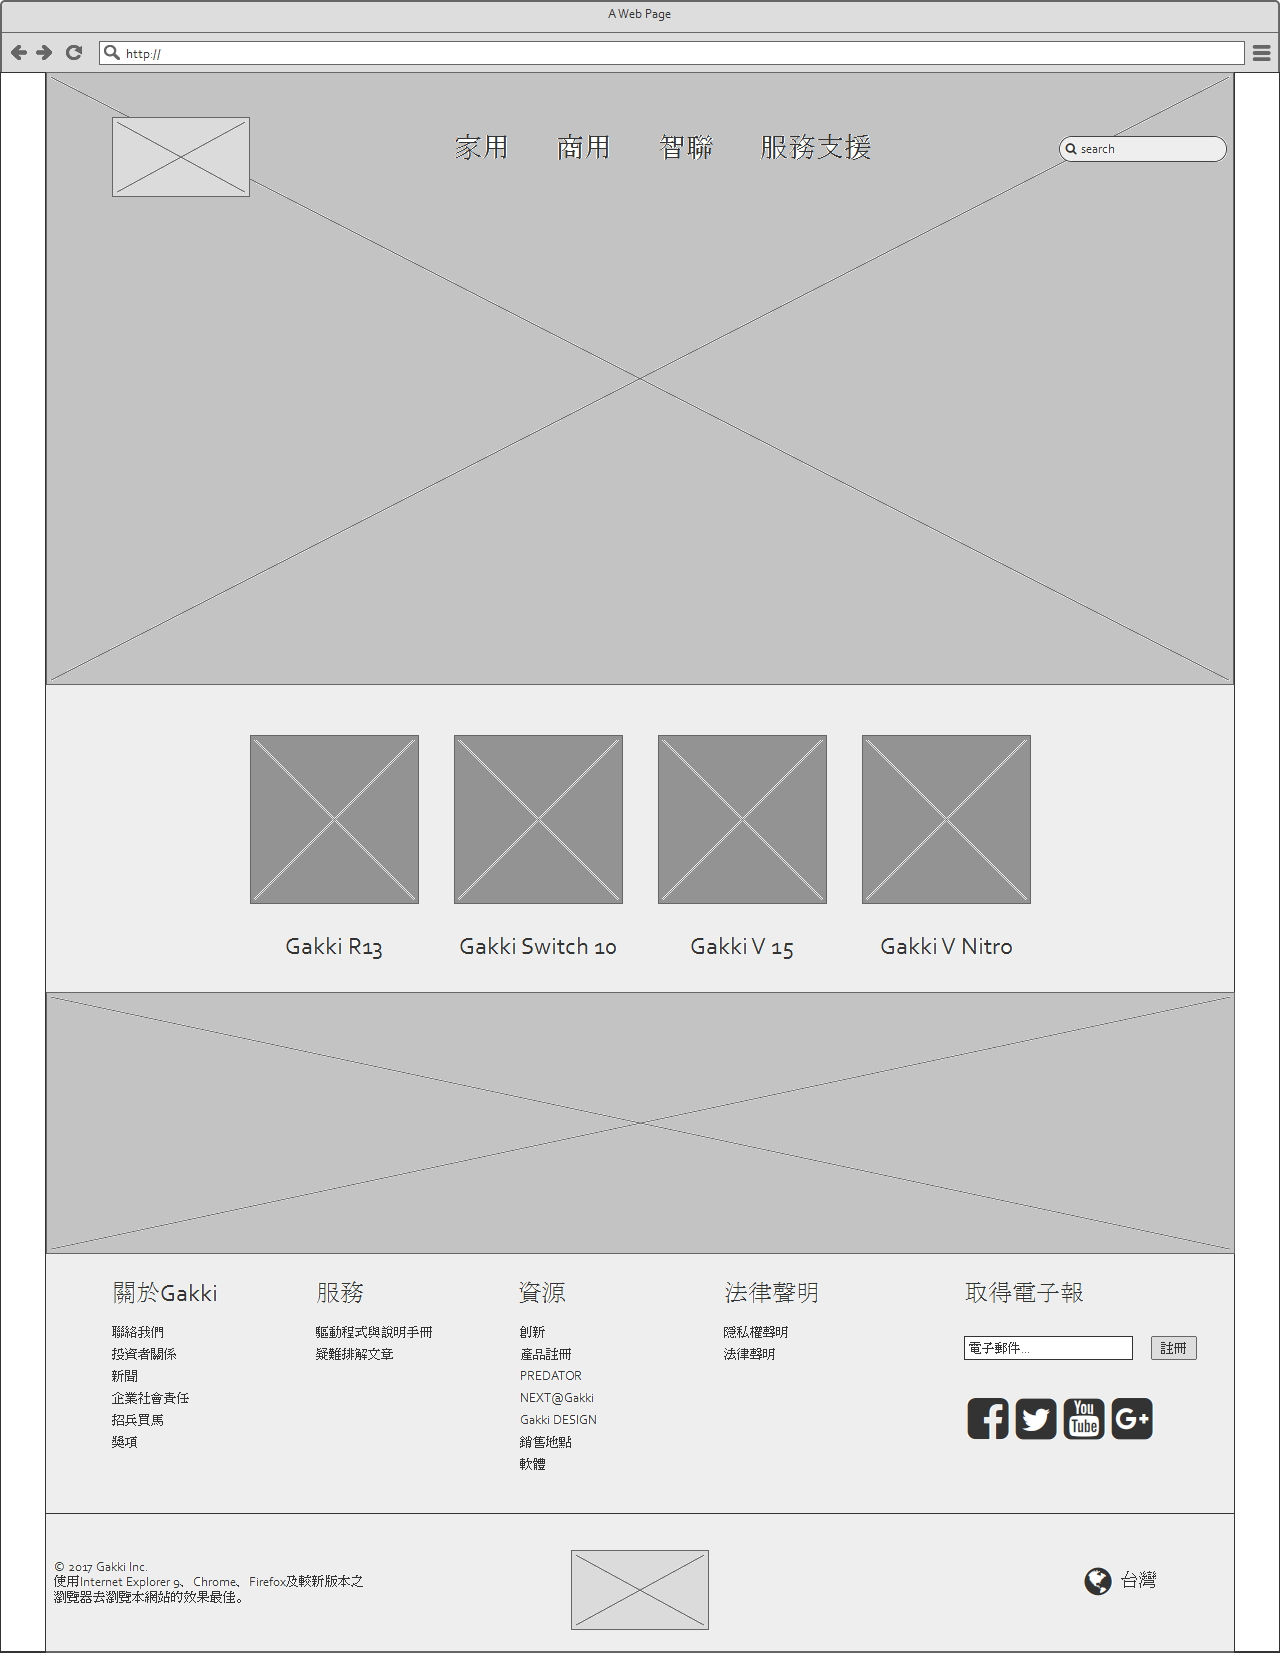 A Web Page
http://
家用 商用 智聯 服務支援
search
Gakki R13 Gakki Switch 10 Gakki V 15 Gakki V Nitro
關於Gakki
聯絡我們
投資者關係
新聞
企業社會責任
招兵買馬
獎項
服務
驅動程式與說明手冊
疑難排解文章
資源
創新
產品註冊
PREDATOR
NEXT@Gakki
Gakki DESIGN
銷售地點
軟體
法律聲明
隱私權聲明
法律聲明
取得電子報
電子郵件... 註冊
You
Tube
G+
© 2017 Gakki Inc.
使用Internet Explorer 9、Chrome、Firefox及較新版本之
瀏覽器去瀏覽本網站的效果最佳。
台灣